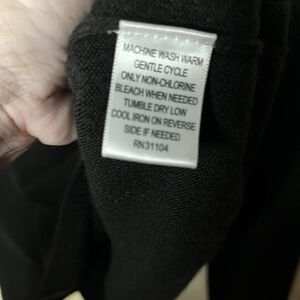 MACHINE WASH WARM
GENTLE CYCLE
ONLY NON-CHLORINE
BLEACH WHEN NEEDED
TUMBLE DRY LOW
COOL IRON ON REVERSE
SIDE IF NEEDED
RN31104